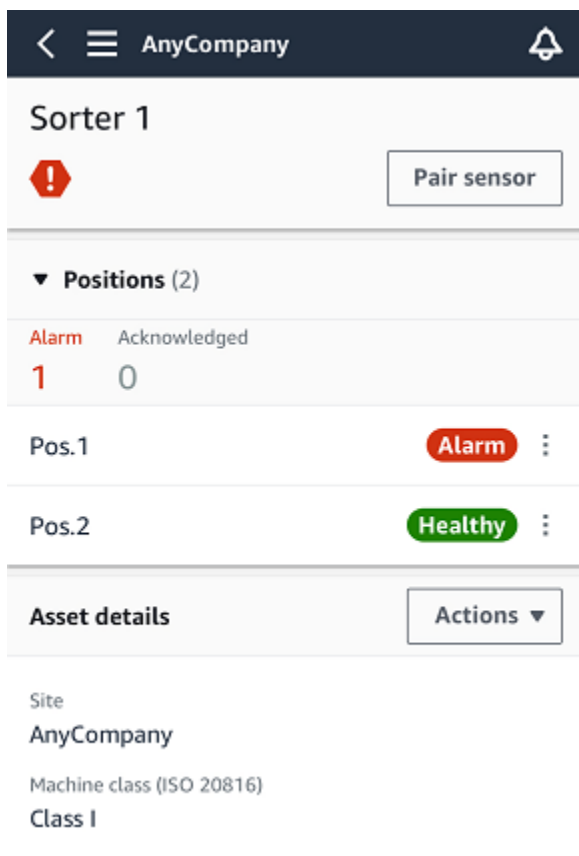 AnyCompany
Sorter 1
Pair sensor
Positions (2)
Alarm Acknowledged
1 0
Pos.1 Alarm
Pos.2 Healthy
Asset details Actions
Site
AnyCompany
Machine class (ISO 20816)
Class I